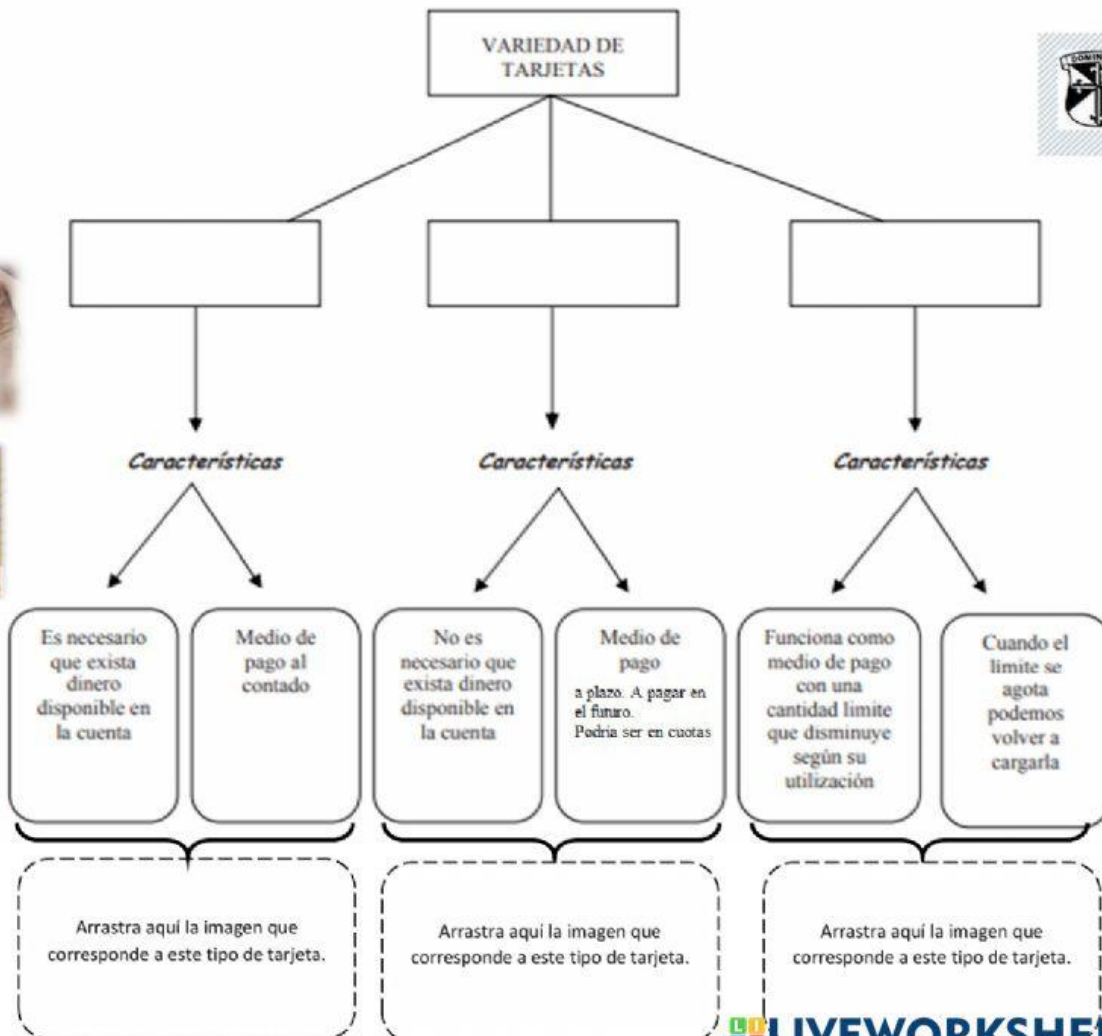 VARIEDAD DE
TARJETAS
Características
Características
Características
Es necesario
que exista
dinero
disponible en
la cuenta
Medio de
pago al
contado
No es
necesario que
exista dinero
disponible en
la cuenta
Medio de
pago
a plazo. A pagar en
el futuro.
Podría ser en cuotas
Funciona como
medio de pago
con una
cantidad limite
que disminuye
según su
utilización
Cuando el
limite se
agota
podemos
volver a
cargarla
Arrastra aquí la imagen que
corresponde a este tipo de tarjeta.
Arrastra aquí la imagen que
corresponde a este tipo de tarjeta.
Arrastra aquí la imagen que
corresponde a este tipo de tarjeta.